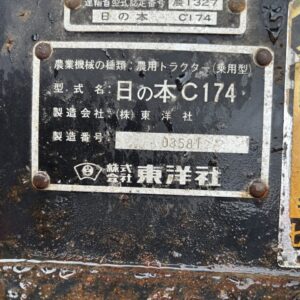 運輸省型式認定番号 農1327
日の本 C174
農業機械の種類：農用トラクター(乗用型)
型式名：日の本C174
製造会社：(株)東洋社
製造番号：03581
株式会社 東洋社